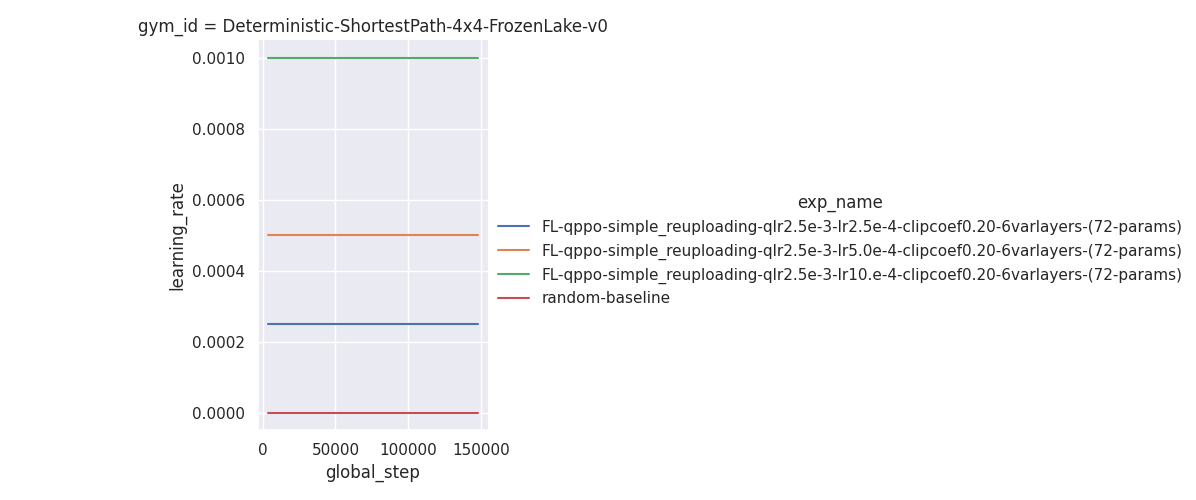 gym_id = Deterministic-ShortestPath-4x4-FrozenLake-v0
0.0010
0.0008
0.0006
0.0004
0.0002
0.0000
learning_rate
0
50000
100000
150000
global_step
exp_name
FL-qppo-simple_reuploading-qlr2.5e-3-lr2.5e-4-clipcoef0.20-6varlayers-(72-params)
FL-qppo-simple_reuploading-qlr2.5e-3-lr5.0e-4-clipcoef0.20-6varlayers-(72-params)
FL-qppo-simple_reuploading-qlr2.5e-3-lr10.e-4-clipcoef0.20-6varlayers-(72-params)
random-baseline